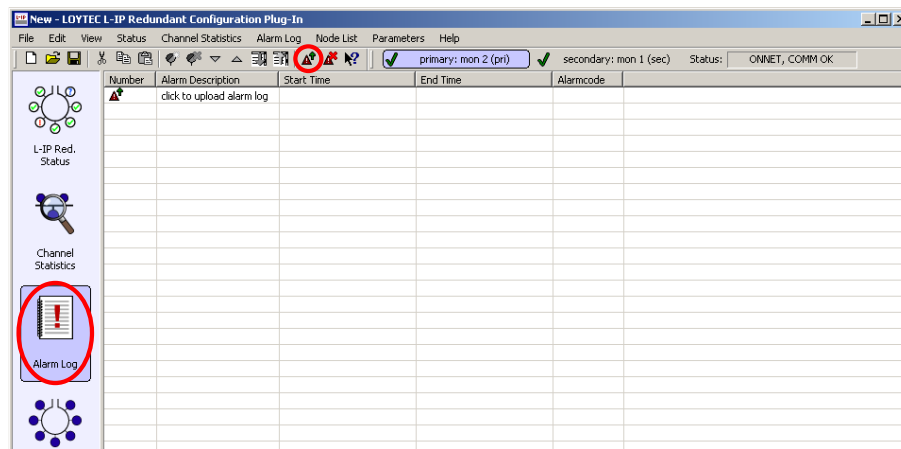 New - LOYTEC L-IP Redundant Configuration Plug-In
File Edit View Status Channel Statistics Alarm Log Node List Parameters Help
primary: mon 2 (pri) secondary: mon 1 (sec) Status: ONNET, COMM OK
Number Alarm Description Start Time End Time Alarmcode
click to upload alarm log
L-IP Red.
Status
Channel
Statistics
Alarm Log